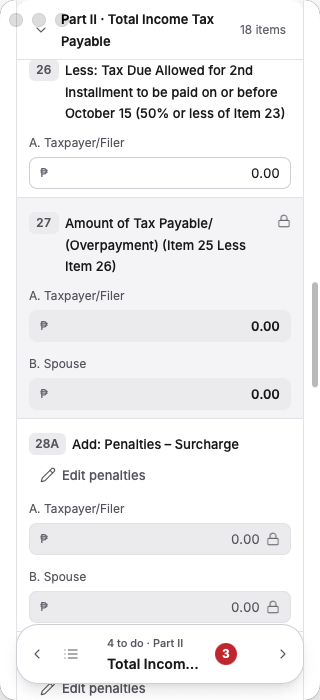 Part II · Total Income Tax
Payable
18 items
26
Less: Tax Due Allowed for 2nd
Installment to be paid on or before
October 15 (50% or less of Item 23)
A. Taxpayer/Filer
₱ 0.00
27
Amount of Tax Payable/
(Overpayment) (Item 25 Less
Item 26)
A. Taxpayer/Filer
₱ 0.00
B. Spouse
₱ 0.00
28A Add: Penalties – Surcharge
Edit penalties
A. Taxpayer/Filer
₱ 0.00
B. Spouse
₱ 0.00
4 to do · Part II
Total Incom...
3
Edit penalties